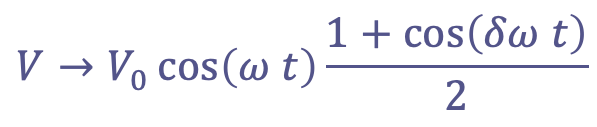 V → V₀ cos(ω t) (1 + cos(δω t))/2